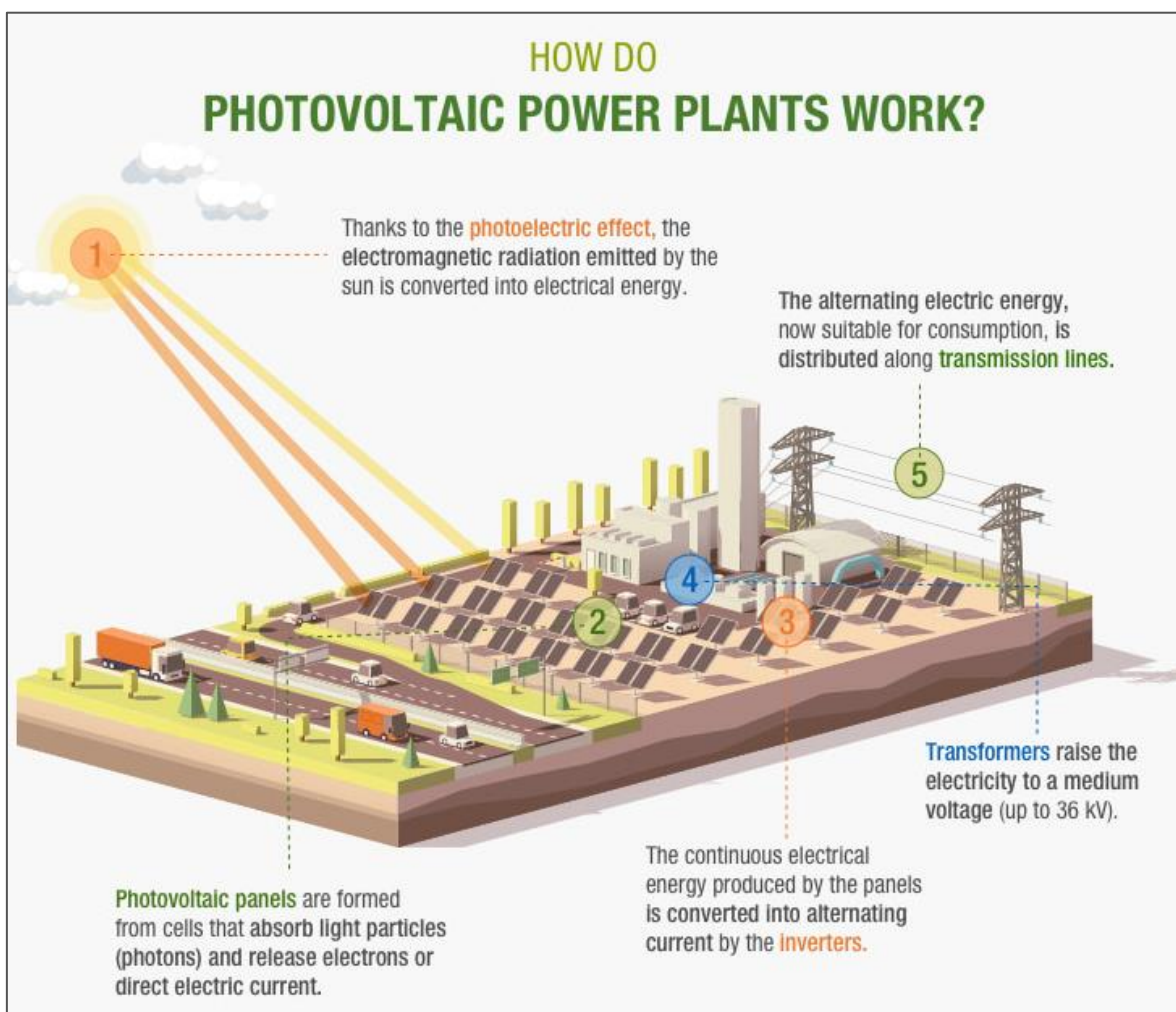 HOW DO
PHOTOVOLTAIC POWER PLANTS WORK?
1
Thanks to the photoelectric effect, the
electromagnetic radiation emitted by the
sun is converted into electrical energy.
The alternating electric energy,
now suitable for consumption, is
distributed along transmission lines.
5
4
2
3
Transformers raise the
electricity to a medium
voltage (up to 36 kV).
The continuous electrical
energy produced by the panels
is converted into alternating
current by the inverters.
Photovoltaic panels are formed
from cells that absorb light particles
(photons) and release electrons or
direct electric current.